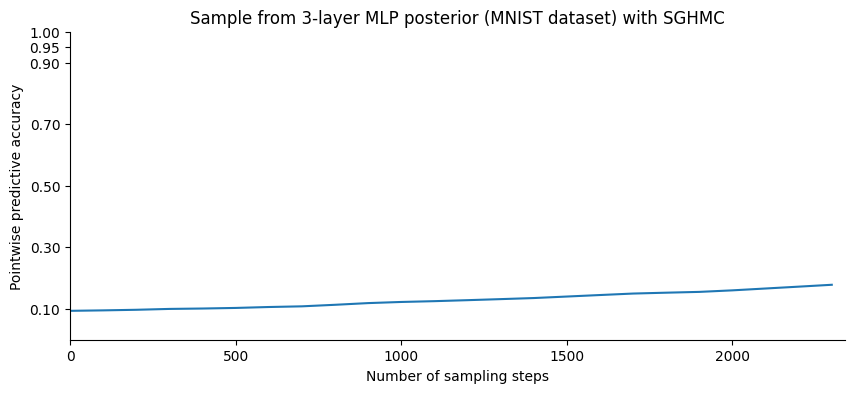 Sample from 3-layer MLP posterior (MNIST dataset) with SGHMC
Pointwise predictive accuracy
1.00
0.95
0.90
0.70
0.50
0.30
0.10
0 500 1000 1500 2000
Number of sampling steps